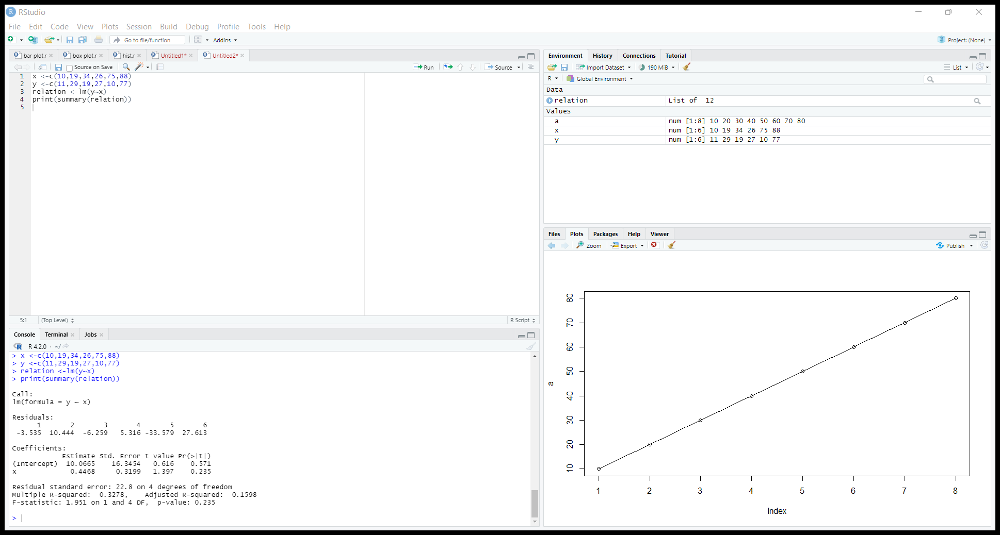 RStudio
File Edit Code View Plots Session Build Debug Profile Tools Help
Go to file/function Addins Project: (None)
bar plot.r box plot.r hist.r Untitled1* Untitled2*
Source on Save Run Source
1 x <-c(10,19,34,26,75,88)
2 y <-c(11,29,19,27,10,77)
3 relation <-lm(y~x)
4 print(summary(relation))
5
5:1 (Top Level) R Script
Console Terminal Jobs
R 4.2.0 · ~/
> x <-c(10,19,34,26,75,88)
> y <-c(11,29,19,27,10,77)
> relation <-lm(y~x)
> print(summary(relation))
Call:
lm(formula = y ~ x)
Residuals:
1 2 3 4 5 6
-3.535 10.444 -6.259 5.316 -33.579 27.613
Coefficients:
Estimate Std. Error t value Pr(>|t|)
(Intercept) 10.0665 16.3454 0.616 0.571
x 0.4468 0.3199 1.397 0.235
Residual standard error: 22.8 on 4 degrees of freedom
Multiple R-squared: 0.3278, Adjusted R-squared: 0.1598
F-statistic: 1.951 on 1 and 4 DF, p-value: 0.235
>
Environment History Connections Tutorial
Import Dataset 190 MiB List
R Global Environment
Data
relation List of 12
Values
a num [1:8] 10 20 30 40 50 60 70 80
x num [1:6] 10 19 34 26 75 88
y num [1:6] 11 29 19 27 10 77
Files Plots Packages Help Viewer
Zoom Export Publish
80
70
60
50
40
30
20
10
a
1 2 3 4 5 6 7 8
Index